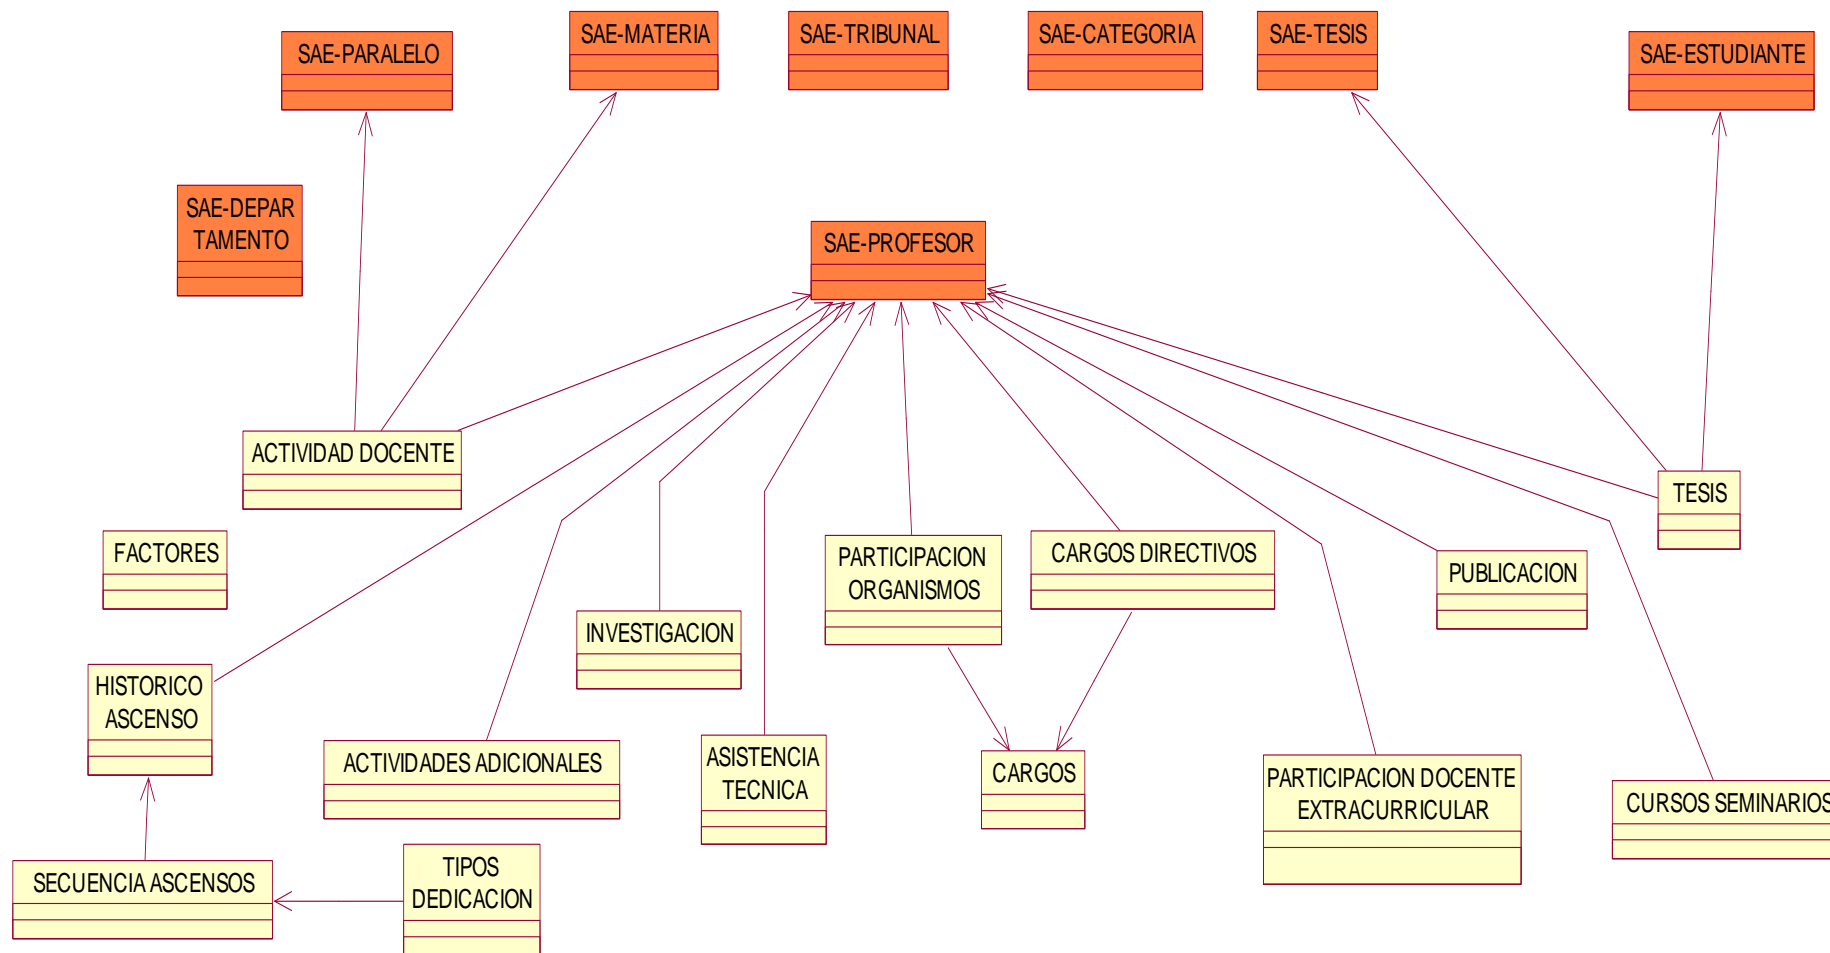 SAE-PARALELO
SAE-MATERIA
SAE-TRIBUNAL
SAE-CATEGORIA
SAE-TESIS
SAE-ESTUDIANTE
SAE-DEPAR
TAMENTO
SAE-PROFESOR
ACTIVIDAD DOCENTE
TESIS
FACTORES
PARTICIPACION
ORGANISMOS
CARGOS DIRECTIVOS
PUBLICACION
INVESTIGACION
HISTORICO
ASCENSO
ACTIVIDADES ADICIONALES
ASISTENCIA
TECNICA
CARGOS
PARTICIPACION DOCENTE
EXTRACURRICULAR
CURSOS SEMINARIOS
SECUENCIA ASCENSOS
TIPOS
DEDICACION